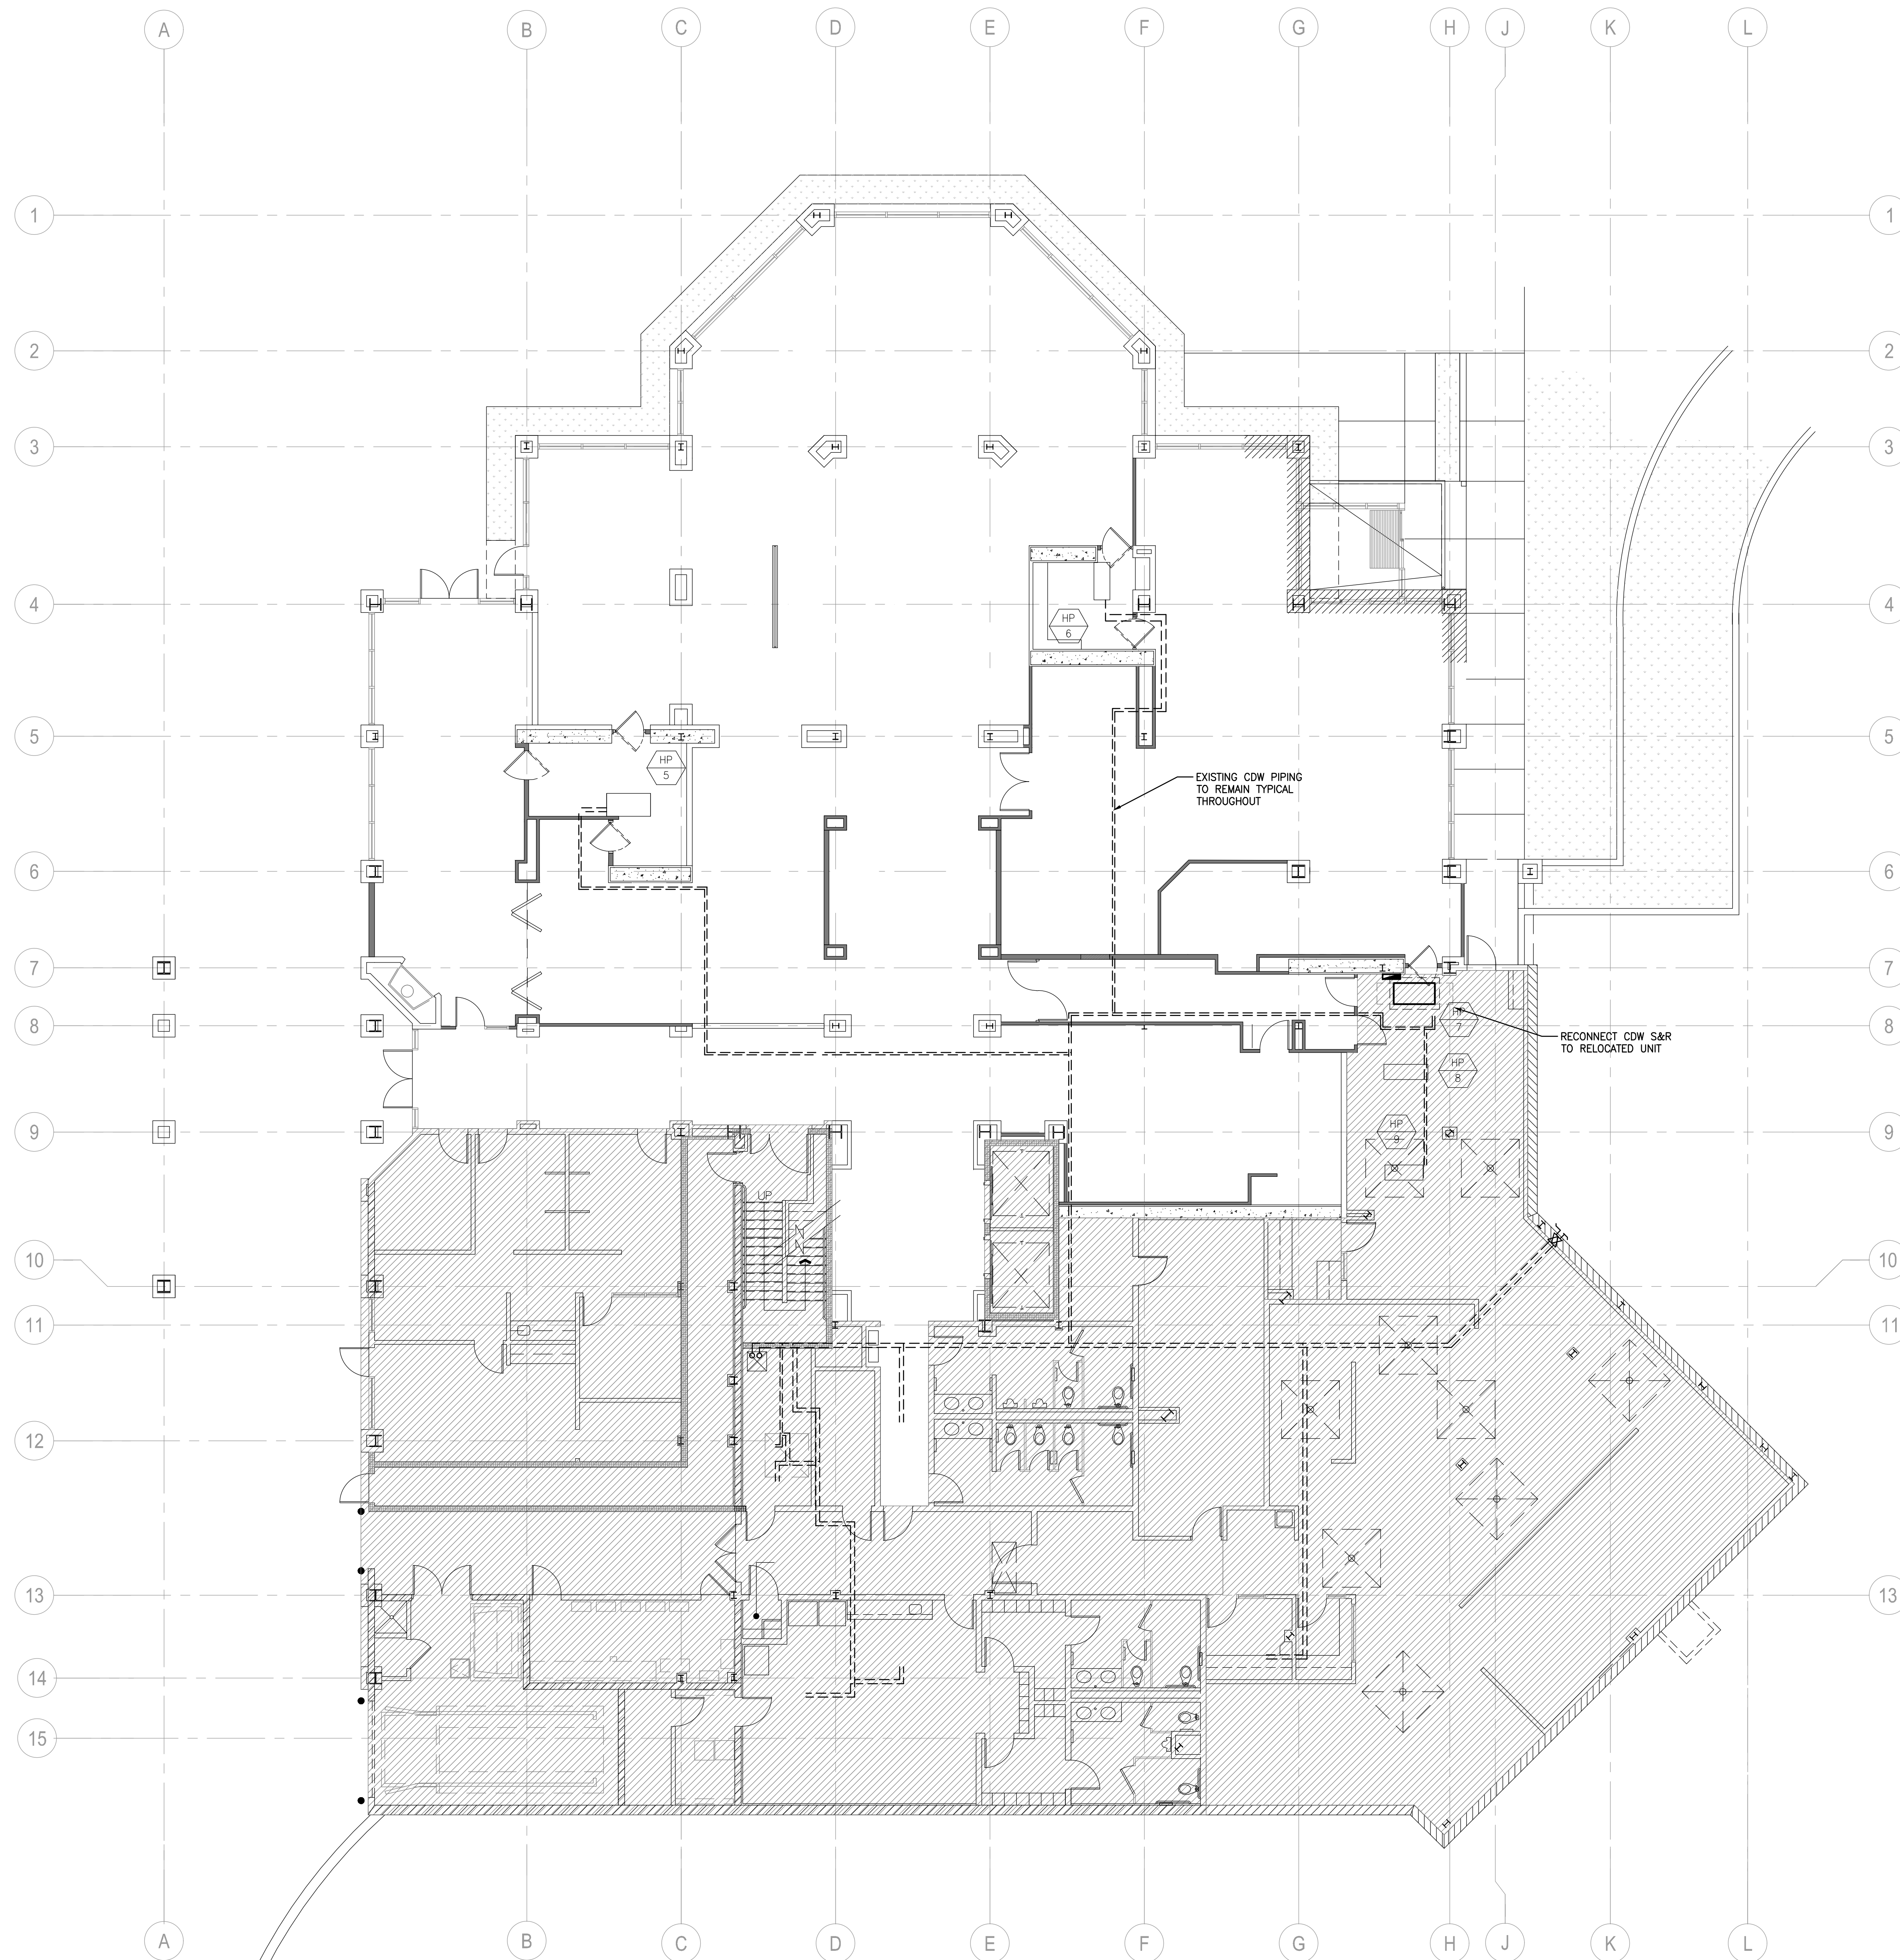 A
B
C
D
E
F
G
H
J
K
L
1
1
2
2
3
3
4
4
HP
6
5
5
HP
5
EXISTING CDW PIPING
TO REMAIN TYPICAL
THROUGHOUT
6
6
7
7
HP
7
8
8
RECONNECT CDW S&R
TO RELOCATED UNIT
HP
8
9
9
HP
9
UP
10
10
11
11
12
12
13
13
14
14
15
15
A
B
C
D
E
F
G
H
J
K
L